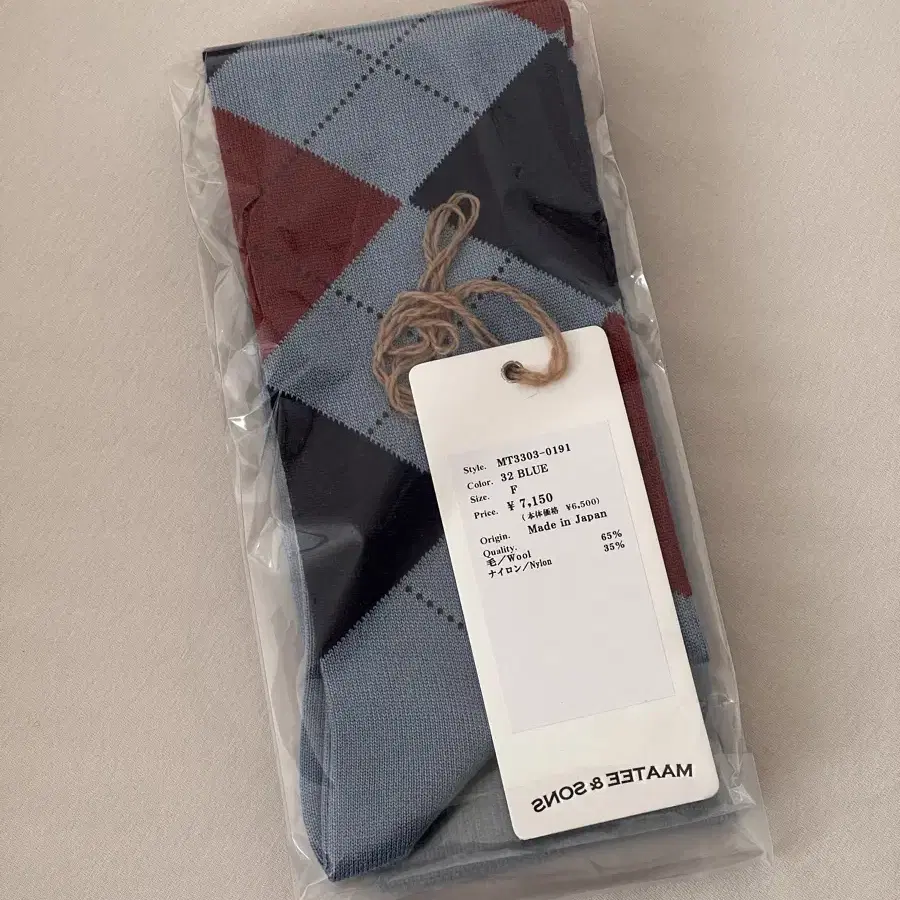 Style. MT3303-0191
Color. 32 BLUE
Size. F
Price. ¥ 7,150
(本体価格 ¥6,500)
Origin. Made in Japan
Quality.
毛/Wool 65%
ナイロン/Nylon 35%
MAATEE & SONS